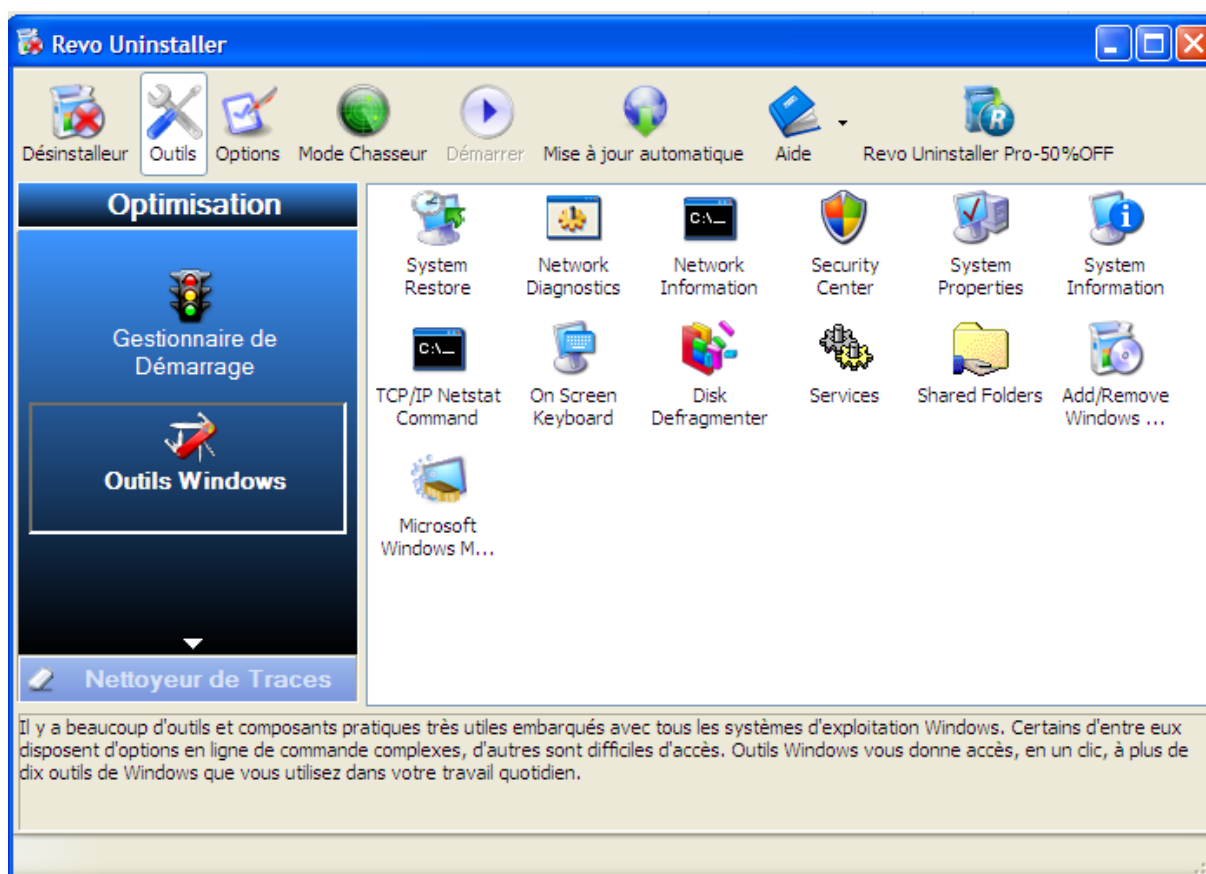 Revo Uninstaller
Désinstalleur Outils Options Mode Chasseur Démarrer Mise à jour automatique Aide Revo Uninstaller Pro-50%OFF
Optimisation
Gestionnaire de
Démarrage
Outils Windows
Nettoyeur de Traces
System
Restore
Network
Diagnostics
C:\_
Network
Information
Security
Center
System
Properties
System
Information
C:\_
TCP/IP Netstat
Command
On Screen
Keyboard
Disk
Defragmenter
Services
Shared Folders
Add/Remove
Windows ...
Microsoft
Windows M...
Il y a beaucoup d'outils et composants pratiques très utiles embarqués avec tous les systèmes d'exploitation Windows. Certains d'entre eux
disposent d'options en ligne de commande complexes, d'autres sont difficiles d'accès. Outils Windows vous donne accès, en un clic, à plus de
dix outils de Windows que vous utilisez dans votre travail quotidien.